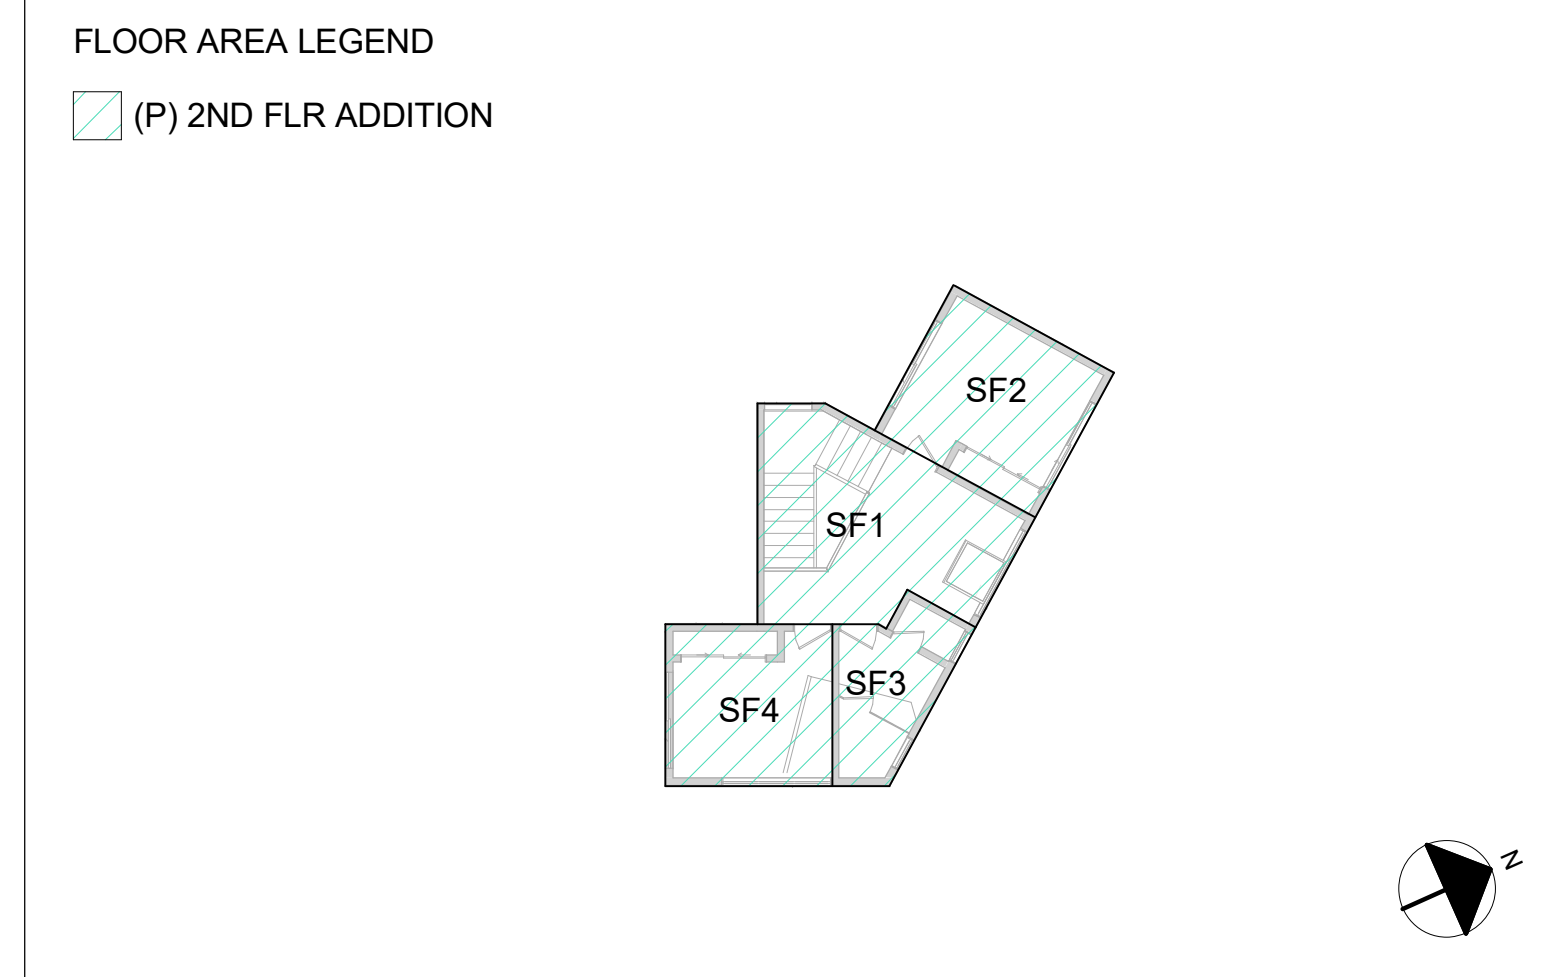 FLOOR AREA LEGEND
(P) 2ND FLR ADDITION
SF2
SF1
SF3
SF4
N